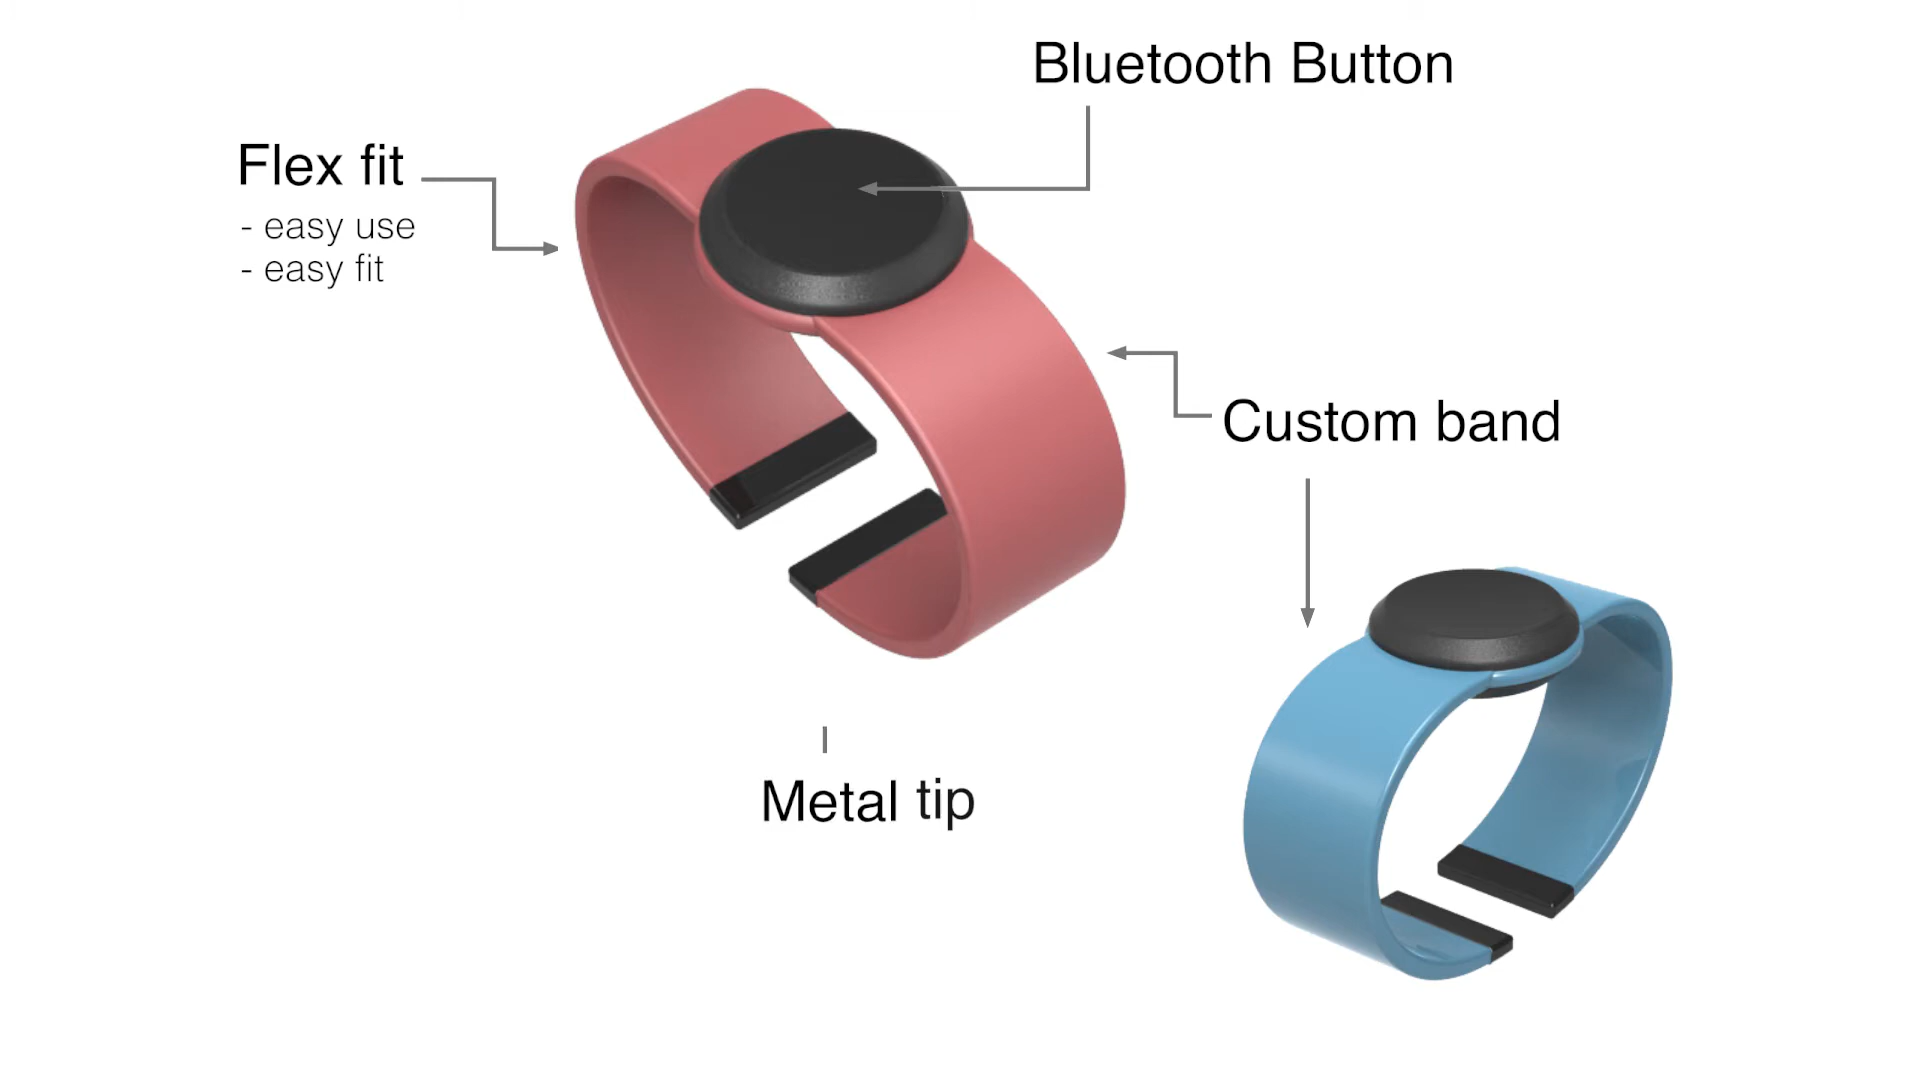 Bluetooth Button
Flex fit
- easy use
- easy fit
Custom band
Metal tip